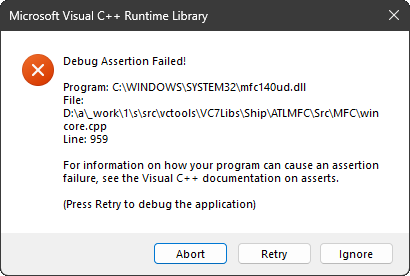 Microsoft Visual C++ Runtime Library
Debug Assertion Failed!
Program: C:\WINDOWS\SYSTEM32\mfc140ud.dll
File:
D:\a\_work\1\s\src\vctools\VC7Libs\Ship\ATLMFC\Src\MFC\win
core.cpp
Line: 959
For information on how your program can cause an assertion
failure, see the Visual C++ documentation on asserts.
(Press Retry to debug the application)
Abort Retry Ignore